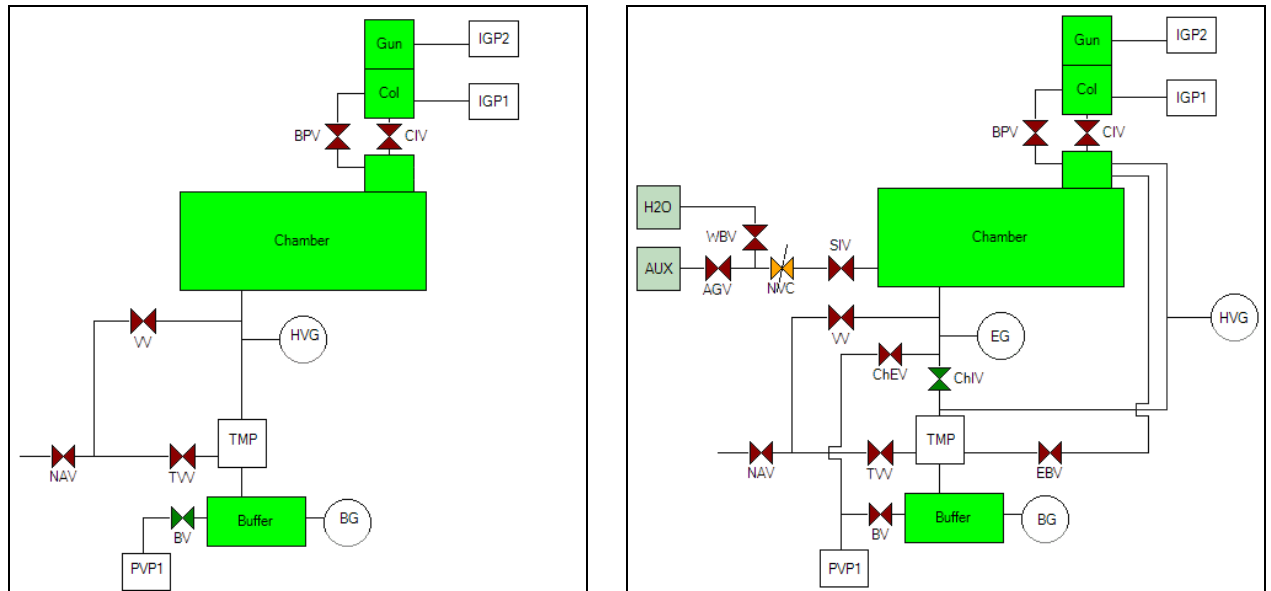 Gun
IGP2
Col
IGP1
BPV
CIV
Chamber
VV
HVG
TMP
NAV
TVV
Buffer
BG
BV
PVP1
Gun
IGP2
Col
IGP1
BPV
CIV
H2O
WBV
SIV
Chamber
AUX
AGV
NVC
HVG
VV
EG
ChEV
ChIV
TMP
NAV
TVV
EBV
Buffer
BG
BV
PVP1